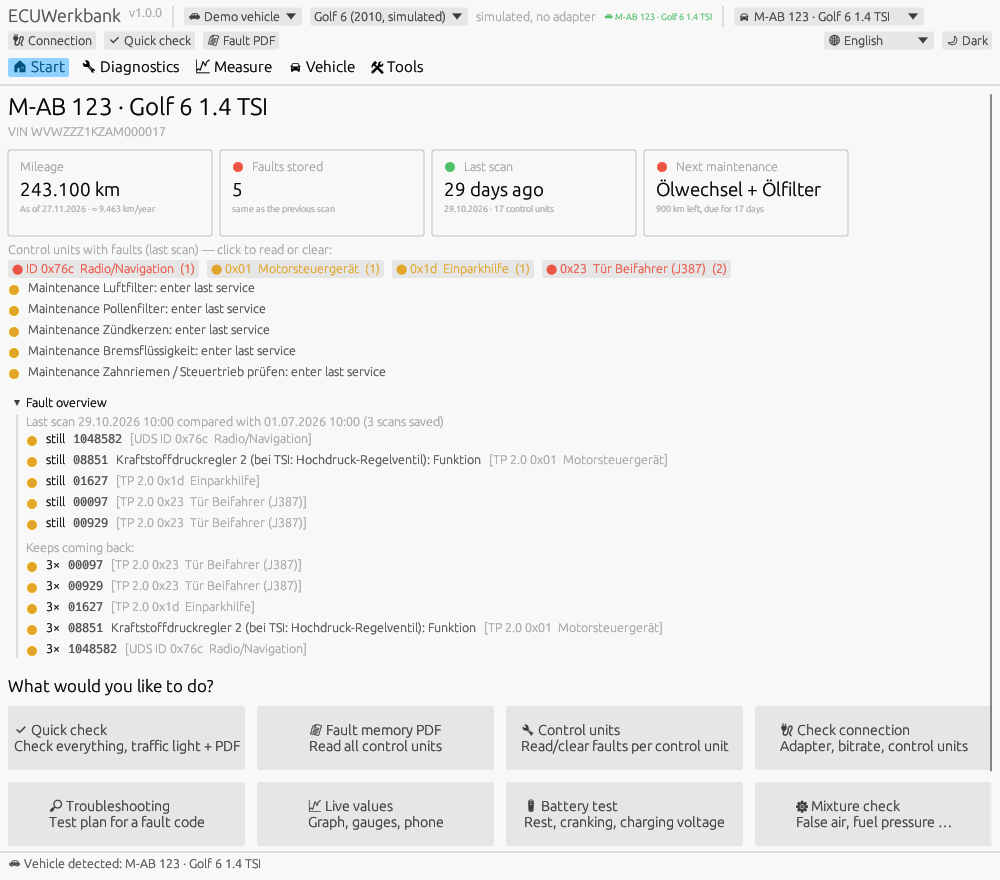 ECUWerkbank v1.0.0 Demo vehicle Golf 6 (2010, simulated) simulated, no adapter M-AB 123 · Golf 6 1.4 TSI M-AB 123 · Golf 6 1.4 TSI
Connection Quick check Fault PDF English Dark
Start Diagnostics Measure Vehicle Tools
M-AB 123 · Golf 6 1.4 TSI
VIN WVWZZZ1KZAM000017
Mileage Faults stored Last scan Next maintenance
243.100 km 5 29 days ago Ölwechsel + Ölfilter
As of 27.11.2026 · ≈ 9.463 km/year same as the previous scan 29.10.2026 · 17 control units 900 km left, due for 17 days
Control units with faults (last scan) — click to read or clear:
ID 0x76c Radio/Navigation (1) 0x01 Motorsteuergerät (1) 0x1d Einparkhilfe (1) 0x23 Tür Beifahrer (J387) (2)
Maintenance Luftfilter: enter last service
Maintenance Pollenfilter: enter last service
Maintenance Zündkerzen: enter last service
Maintenance Bremsflüssigkeit: enter last service
Maintenance Zahnriemen / Steuertrieb prüfen: enter last service
Fault overview
Last scan 29.10.2026 10:00 compared with 01.07.2026 10:00 (3 scans saved)
still 1048582 [UDS ID 0x76c Radio/Navigation]
still 08851 Kraftstoffdruckregler 2 (bei TSI: Hochdruck-Regelventil): Funktion [TP 2.0 0x01 Motorsteuergerät]
still 01627 [TP 2.0 0x1d Einparkhilfe]
still 00097 [TP 2.0 0x23 Tür Beifahrer (J387)]
still 00929 [TP 2.0 0x23 Tür Beifahrer (J387)]
Keeps coming back:
3× 00097 [TP 2.0 0x23 Tür Beifahrer (J387)]
3× 00929 [TP 2.0 0x23 Tür Beifahrer (J387)]
3× 01627 [TP 2.0 0x1d Einparkhilfe]
3× 08851 Kraftstoffdruckregler 2 (bei TSI: Hochdruck-Regelventil): Funktion [TP 2.0 0x01 Motorsteuergerät]
3× 1048582 [UDS ID 0x76c Radio/Navigation]
What would you like to do?
Quick check Fault memory PDF Control units Check connection
Check everything, traffic light + PDF Read all control units Read/clear faults per control unit Adapter, bitrate, control units
Troubleshooting Live values Battery test Mixture check
Test plan for a fault code Graph, gauges, phone Rest, cranking, charging voltage False air, fuel pressure …
Vehicle detected: M-AB 123 · Golf 6 1.4 TSI